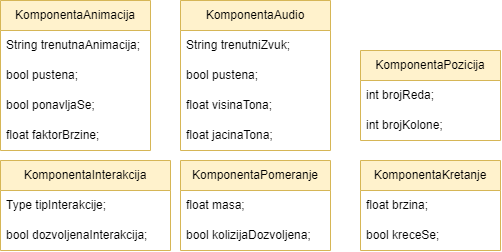 KomponentaAnimacija
String trenutnaAnimacija;
bool pustena;
bool ponavljaSe;
float faktorBrzine;
KomponentaAudio
String trenutniZvuk;
bool pustena;
float visinaTona;
float jacinaTona;
KomponentaPozicija
int brojReda;
int brojKolone;
KomponentaInterakcija
Type tipInterakcije;
bool dozvoljenaInterakcija;
KomponentaPomeranje
float masa;
bool kolizijaDozvoljena;
KomponentaKretanje
float brzina;
bool kreceSe;